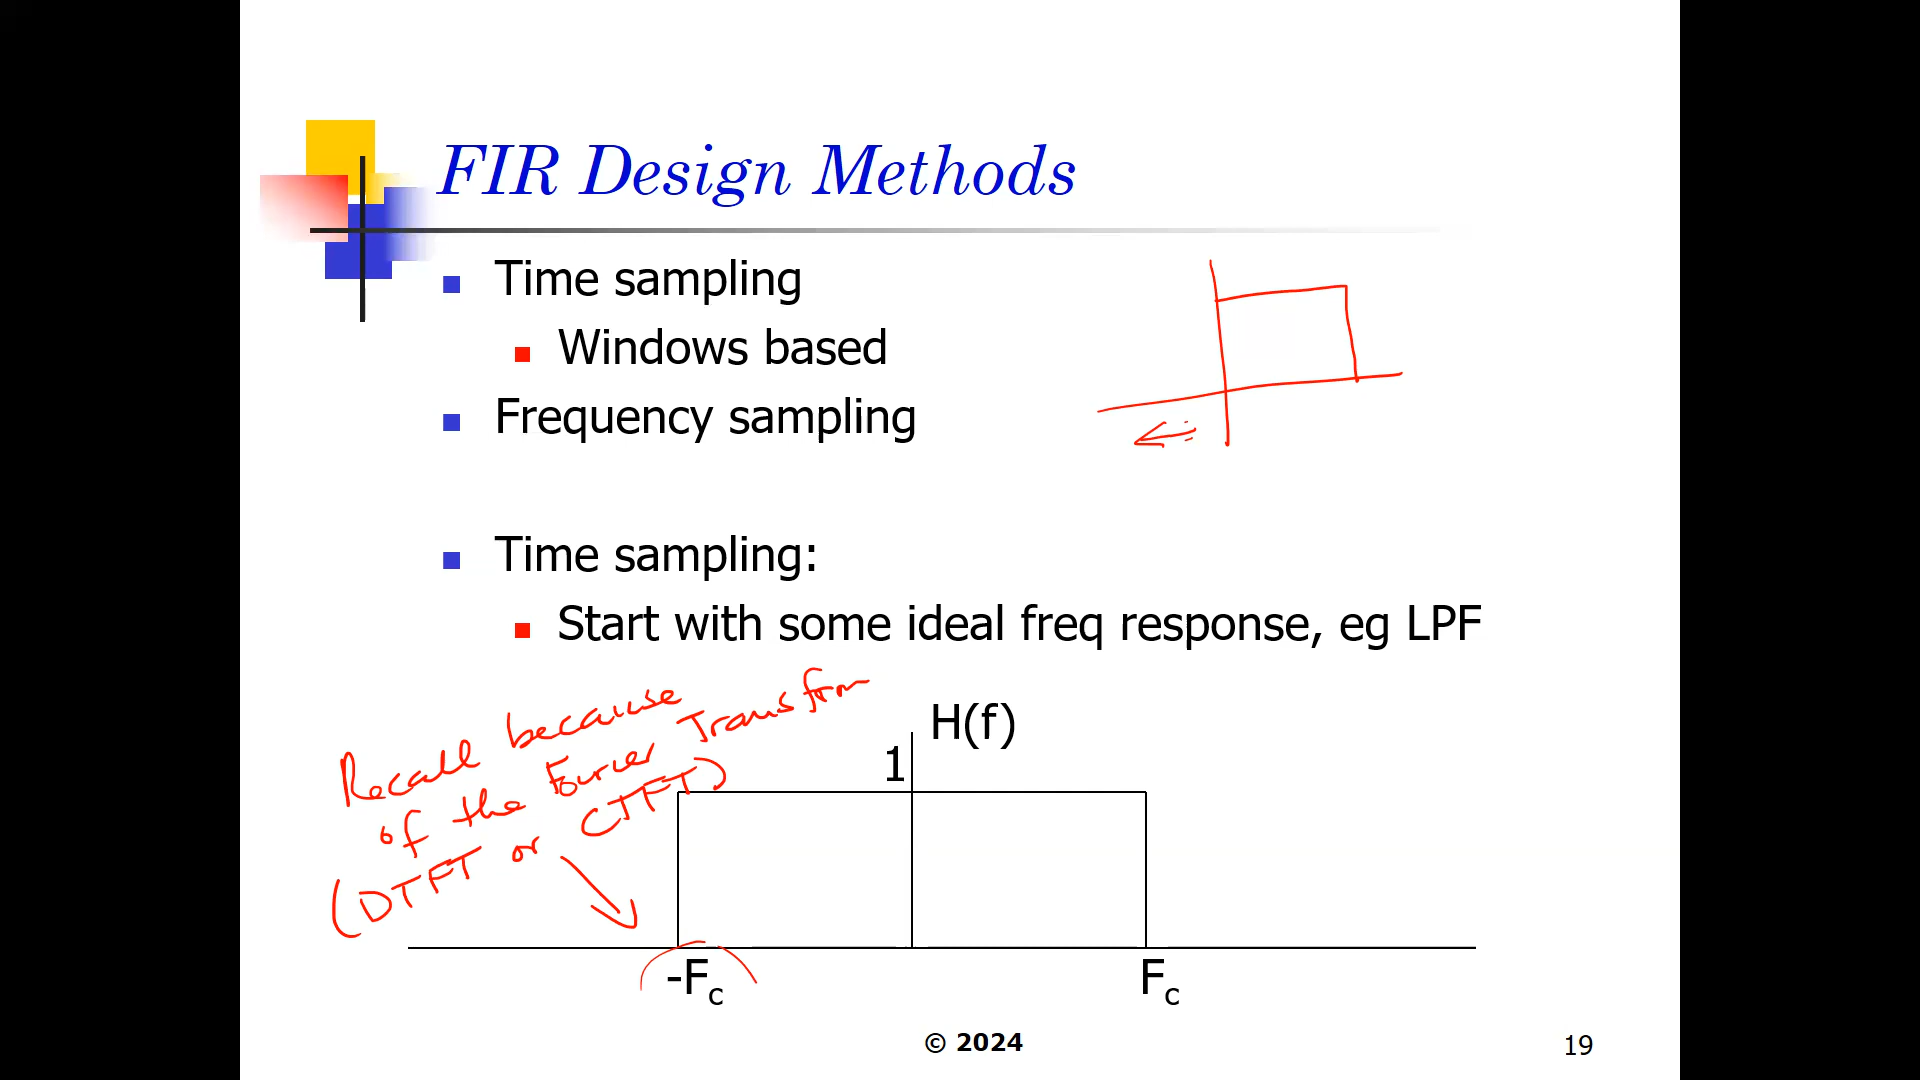 FIR Design Methods
Time sampling
Windows based
Frequency sampling
Time sampling:
Start with some ideal freq response, eg LPF
Recall because
of the Fourier Transfrm
(DTFT or CTFT)
H(f)
1
-Fc
Fc
© 2024
19